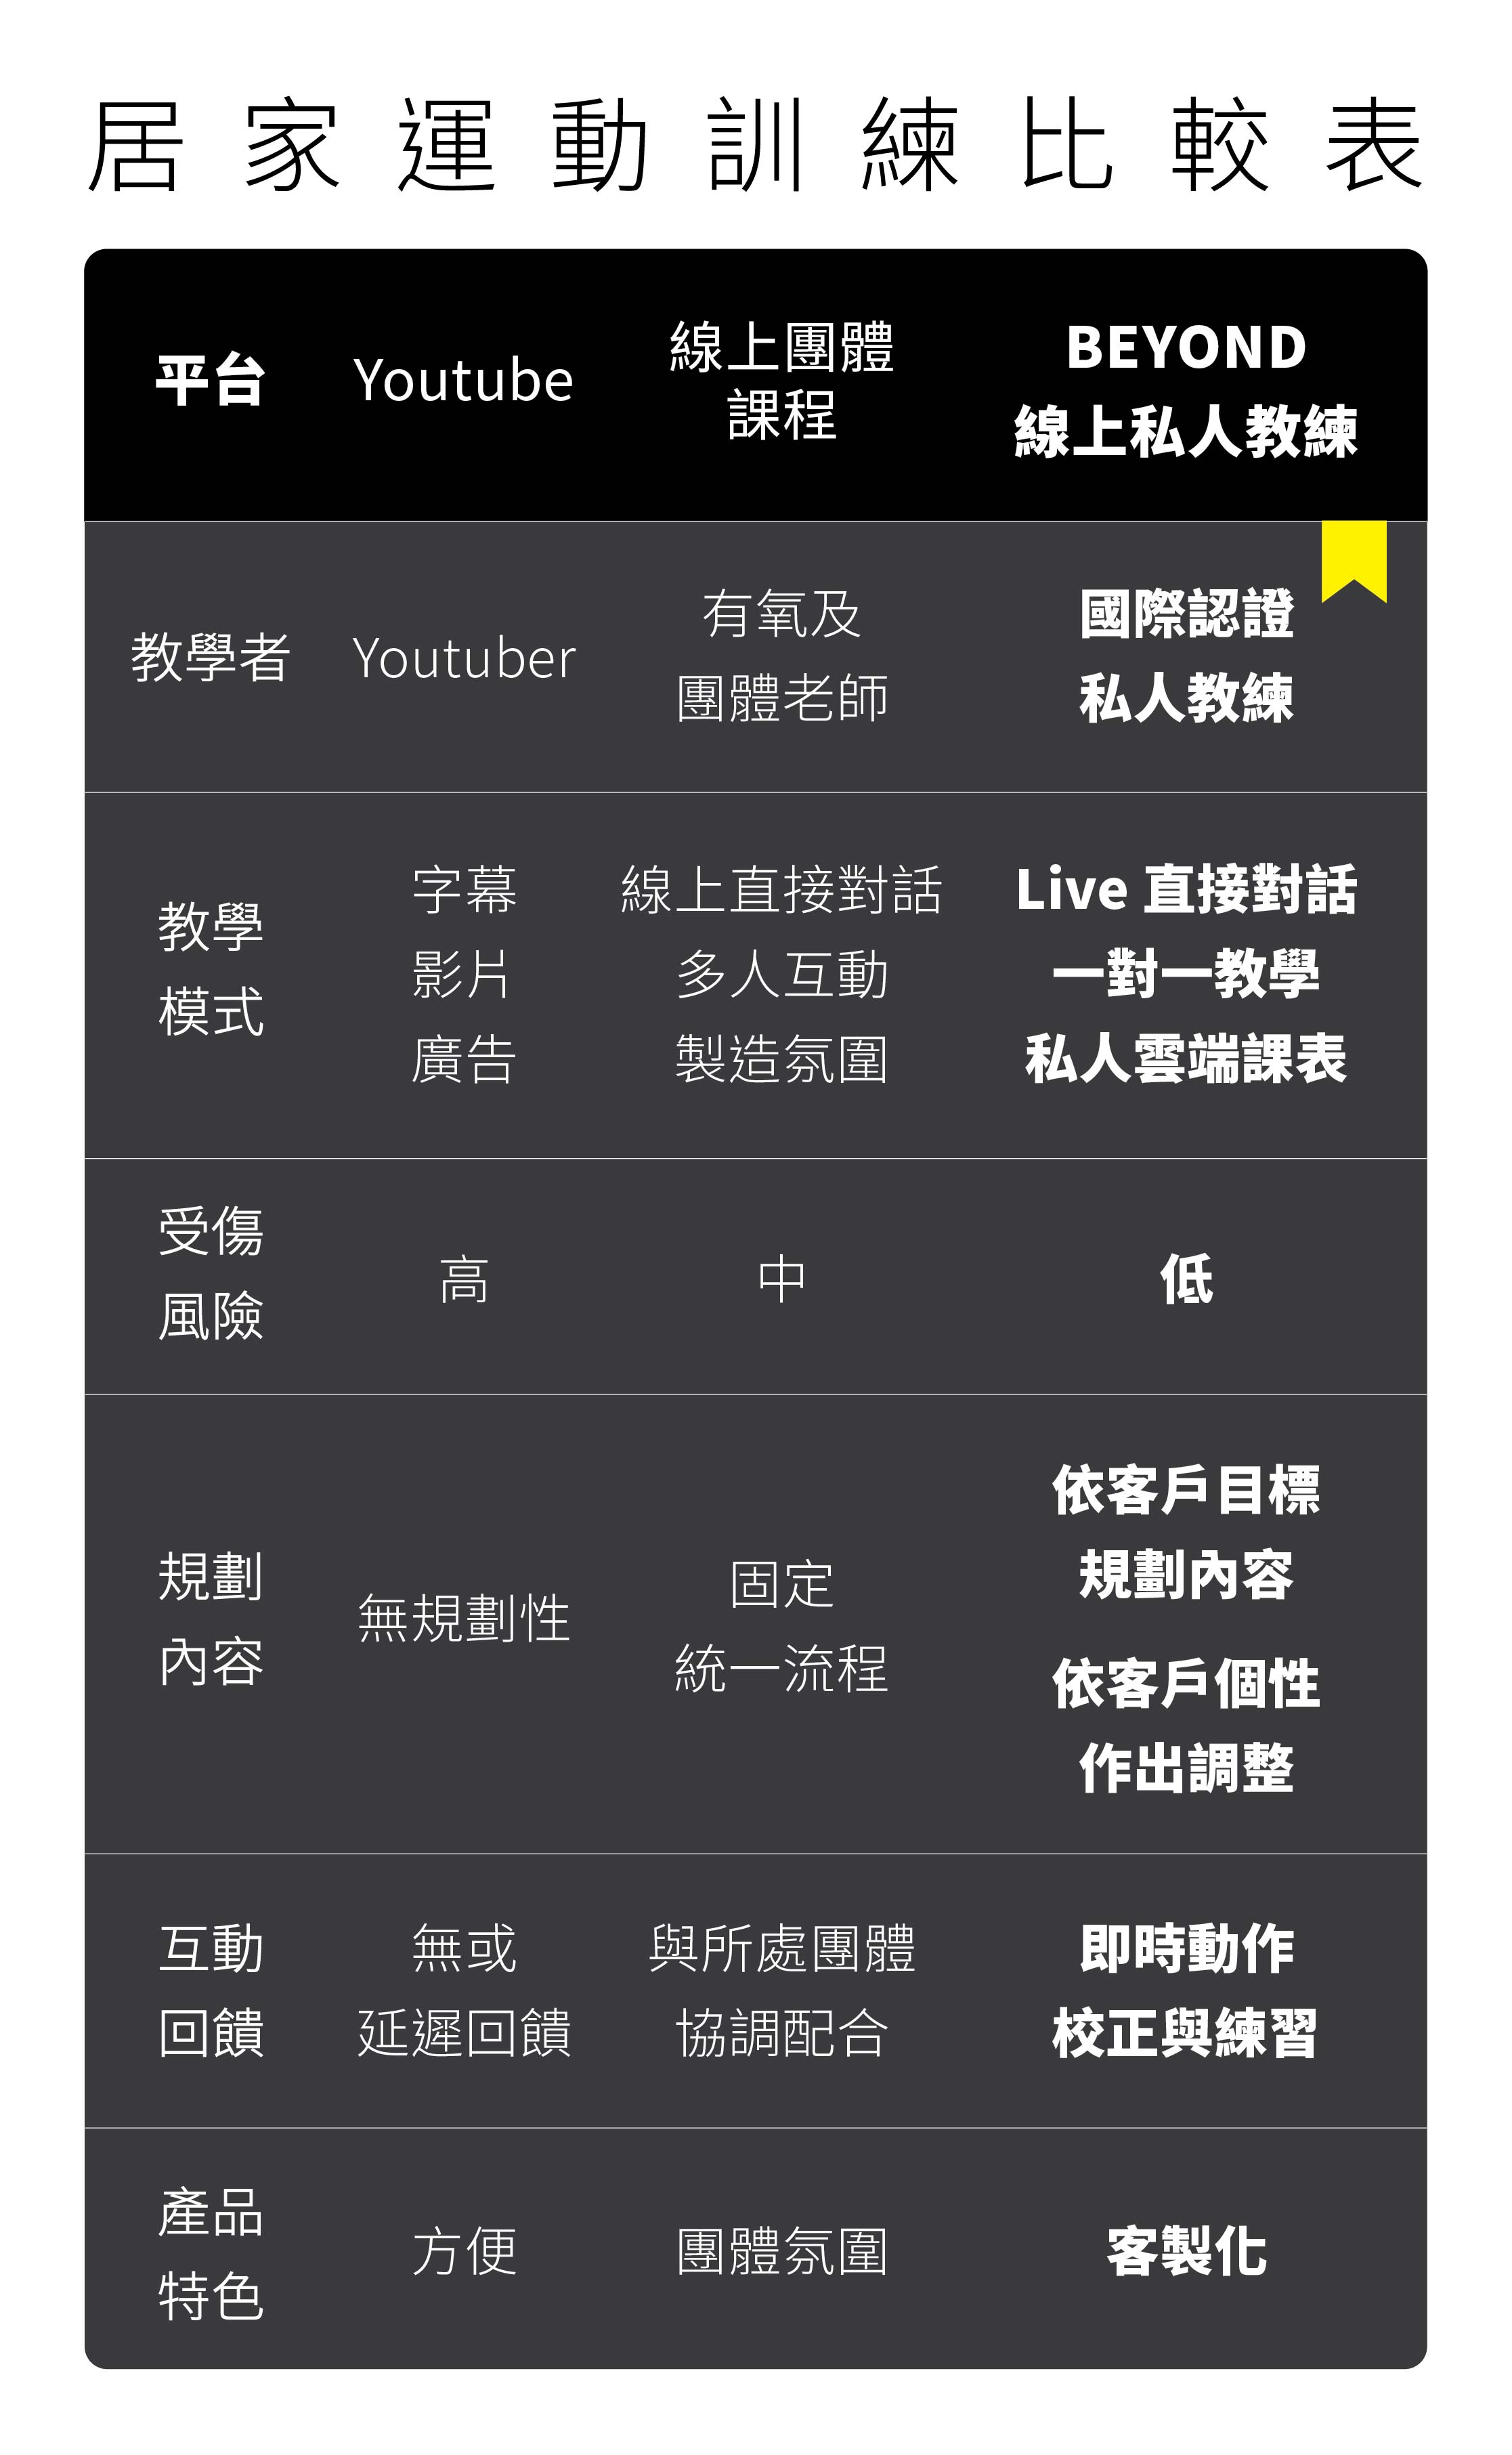 居家運動訓練比較表
平台
Youtube
線上團體
課程
BEYOND
線上私人教練
教學者
Youtuber
有氧及
團體老師
國際認證
私人教練
教學
模式
字幕
影片
廣告
線上直接對話
多人互動
製造氛圍
Live 直接對話
一對一教學
私人雲端課表
受傷
風險
高
中
低
規劃
內容
無規劃性
固定
統一流程
依客戶目標
規劃內容
依客戶個性
作出調整
互動
回饋
無或
延遲回饋
與所處團體
協調配合
即時動作
校正與練習
產品
特色
方便
團體氛圍
客製化